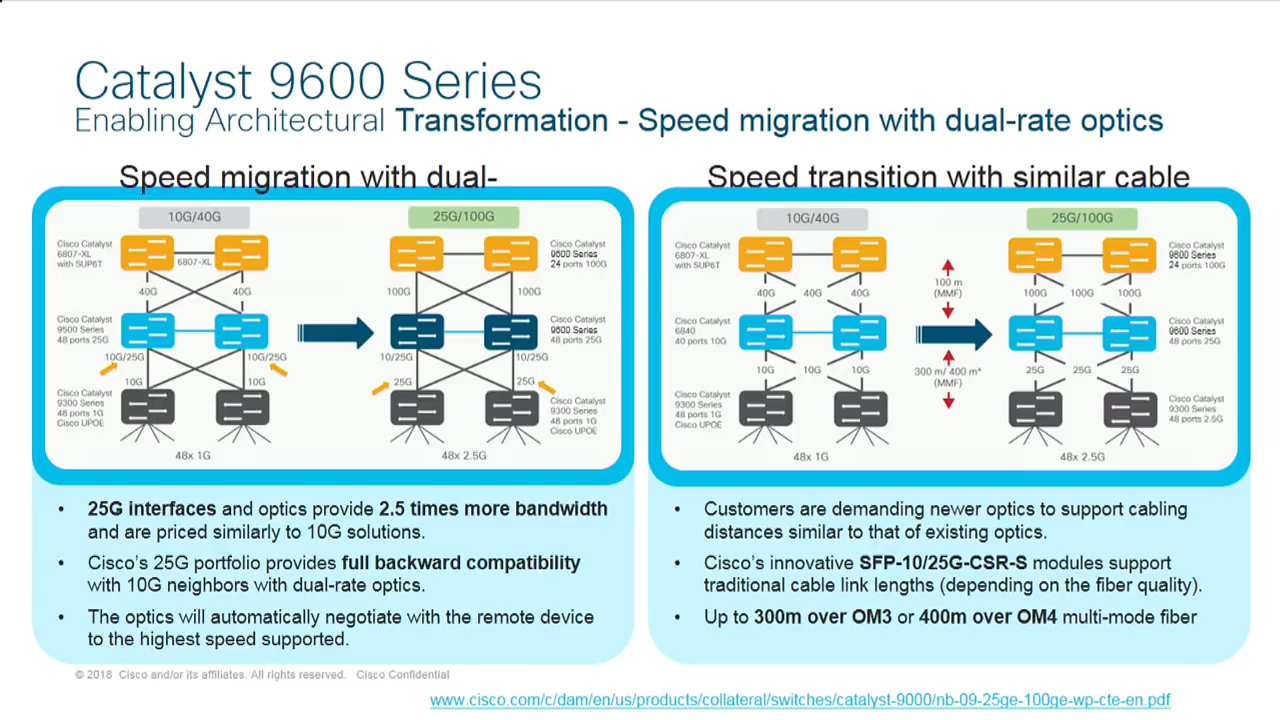 Catalyst 9600 Series
Enabling Architectural Transformation - Speed migration with dual-rate optics
Speed migration with dual-
10G/40G
25G/100G
Cisco Catalyst
6807-XL
with SUP6T
6807-XL
Cisco Catalyst
9600 Series
24 ports 100G
40G
40G
100G
100G
Cisco Catalyst
9500 Series
48 ports 25G
Cisco Catalyst
9600 Series
48 ports 25G
10G/25G
10G/25G
10/25G
10/25G
10G
10G
25G
25G
Cisco Catalyst
9300 Series
48 ports 1G
Cisco UPOE
Cisco Catalyst
9300 Series
48 ports 1G
Cisco UPOE
48x 1G
48x 2.5G
• 25G interfaces and optics provide 2.5 times more bandwidth
and are priced similarly to 10G solutions.
• Cisco's 25G portfolio provides full backward compatibility
with 10G neighbors with dual-rate optics.
• The optics will automatically negotiate with the remote device
to the highest speed supported.
Speed transition with similar cable
10G/40G
25G/100G
Cisco Catalyst
6807-XL
with SUP6T
Cisco Catalyst
9600 Series
24 ports 100G
100 m
(MMF)
40G
40G
40G
100G
100G
100G
Cisco Catalyst
6840
40 ports 10G
Cisco Catalyst
9600 Series
48 ports 25G
10G
10G
10G
300 m/ 400 m*
(MMF)
25G
25G
25G
Cisco Catalyst
9300 Series
48 ports 1G
Cisco UPOE
Cisco Catalyst
9300 Series
48 ports 2.5G
48x 1G
48x 2.5G
• Customers are demanding newer optics to support cabling
distances similar to that of existing optics.
• Cisco's innovative SFP-10/25G-CSR-S modules support
traditional cable link lengths (depending on the fiber quality).
• Up to 300m over OM3 or 400m over OM4 multi-mode fiber
© 2018 Cisco and/or its affiliates. All rights reserved. Cisco Confidential
www.cisco.com/c/dam/en/us/products/collateral/switches/catalyst-9000/nb-09-25ge-100ge-wp-cte-en.pdf